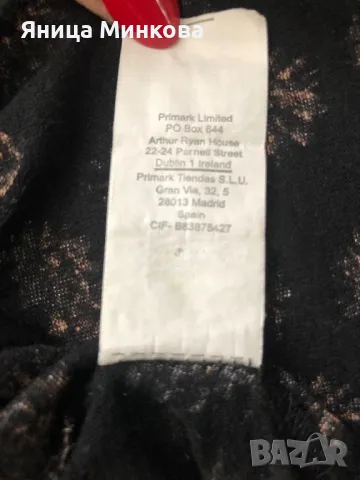 Яница Минкова
Primark Limited
PO Box 644
Arthur Ryan House
22-24 Parnell Street
Dublin 1 Ireland
Primark Tiendas S.L.U.
Gran Via, 32, 5
28013 Madrid
Spain
CIF- B83875427
BAZAR